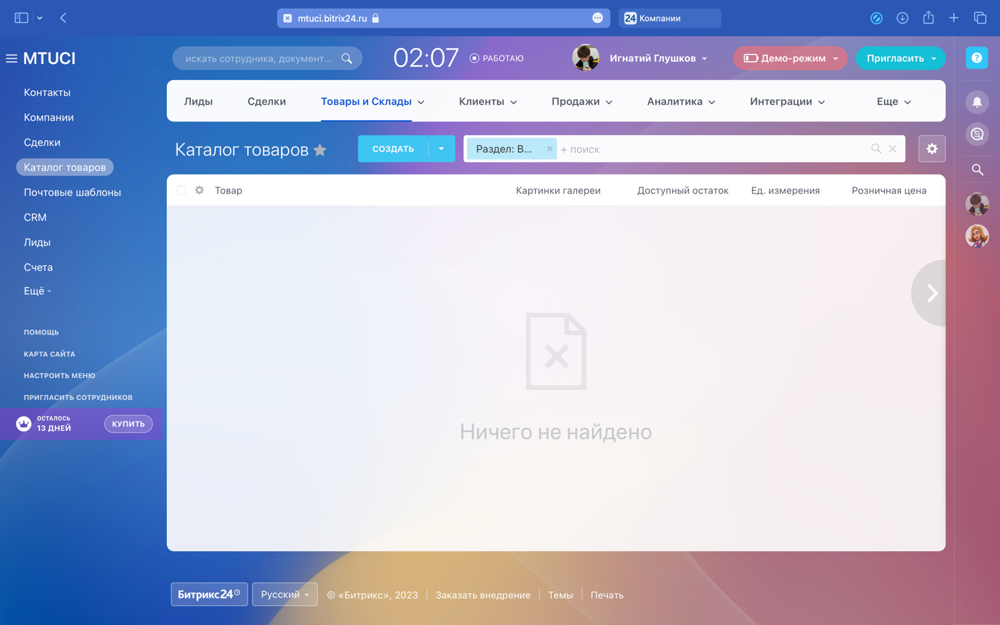 mtuci.bitrix24.ru
24 Компании
MTUCI
искать сотрудника, документ...
02:07
РАБОТАЮ
Игнатий Глушков
Демо-режим
Пригласить
?
Контакты
Компании
Сделки
Каталог товаров
Почтовые шаблоны
CRM
Лиды
Счета
Ещё
ПОМОЩЬ
КАРТА САЙТА
НАСТРОИТЬ МЕНЮ
ПРИГЛАСИТЬ СОТРУДНИКОВ
ОСТАЛОСЬ
13 ДНЕЙ
КУПИТЬ
Лиды
Сделки
Товары и Склады
Клиенты
Продажи
Аналитика
Интеграции
Еще
Каталог товаров
СОЗДАТЬ
Раздел: В...
+ поиск
Товар
Картинки галереи
Доступный остаток
Ед. измерения
Розничная цена
Ничего не найдено
Битрикс24
Русский
© «Битрикс», 2023
Заказать внедрение
Темы
Печать